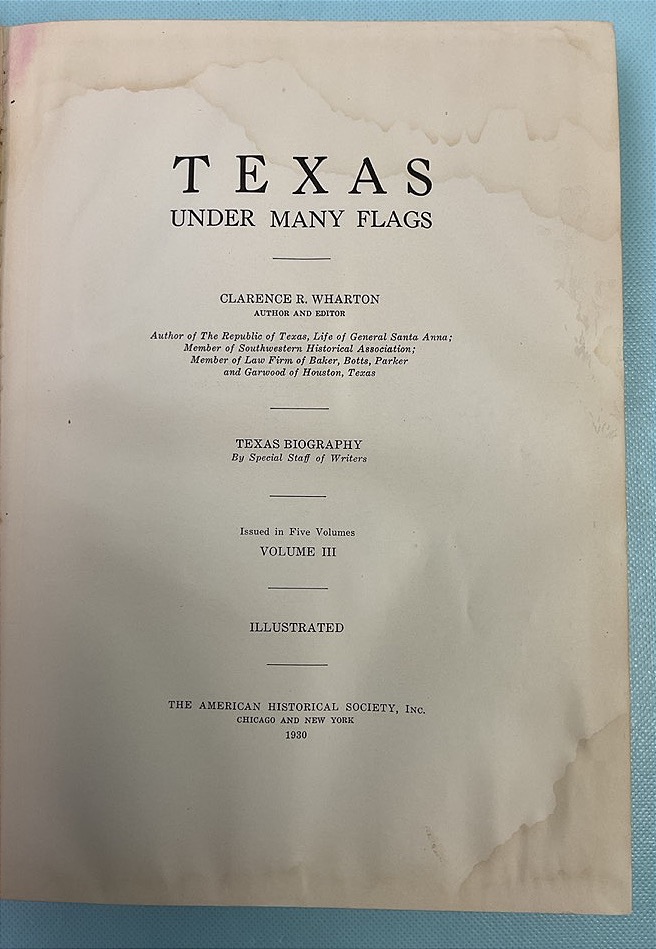 TEXAS
UNDER MANY FLAGS
CLARENCE R. WHARTON
AUTHOR AND EDITOR
Author of The Republic of Texas, Life of General Santa Anna;
Member of Southwestern Historical Association;
Member of Law Firm of Baker, Botts, Parker
and Garwood of Houston, Texas
TEXAS BIOGRAPHY
By Special Staff of Writers
Issued in Five Volumes
VOLUME III
ILLUSTRATED
THE AMERICAN HISTORICAL SOCIETY, INC.
CHICAGO AND NEW YORK
1930